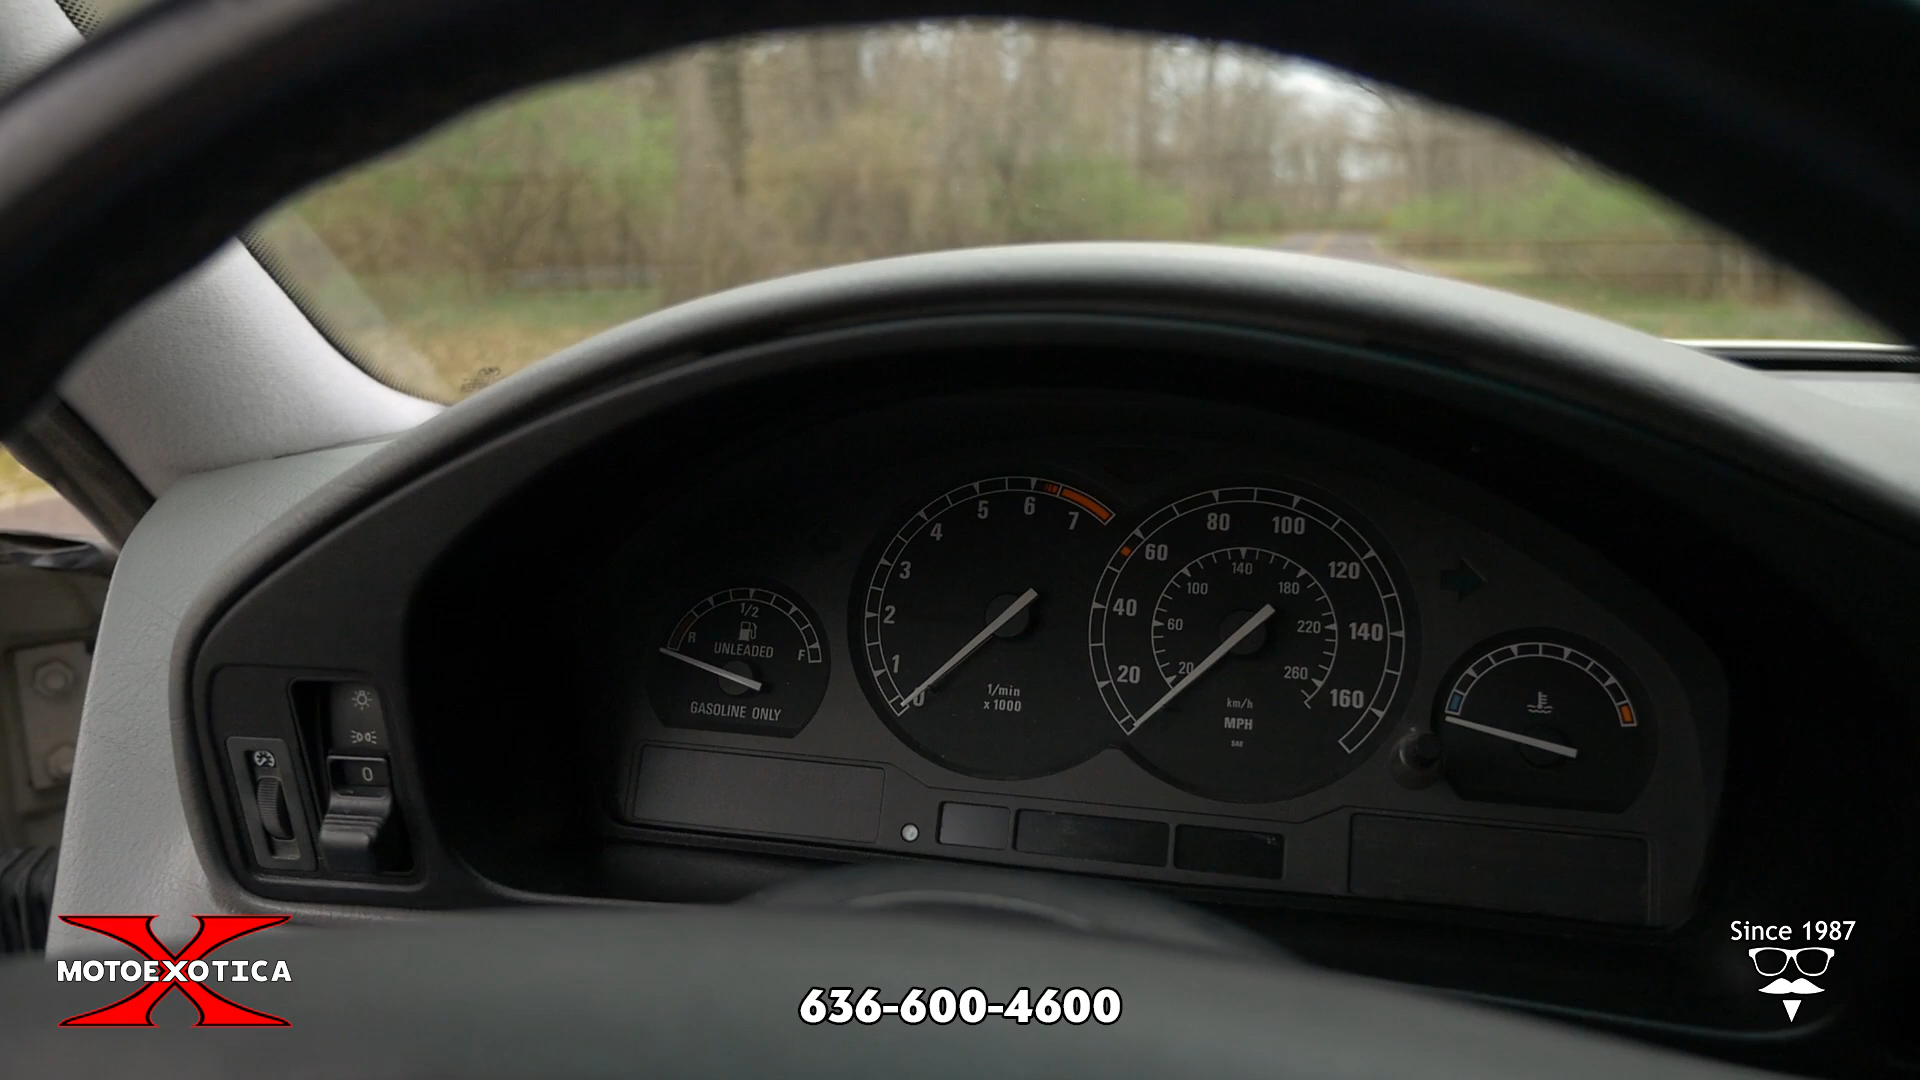 1/2
R
UNLEADED
F
GASOLINE ONLY
0
1
2
3
4
5
6
7
1/min
x 1000
20
40
60
80
100
120
140
160
20
60
100
140
180
220
260
km/h
MPH
SAE
0
MOTOEXOTICA
636-600-4600
Since 1987